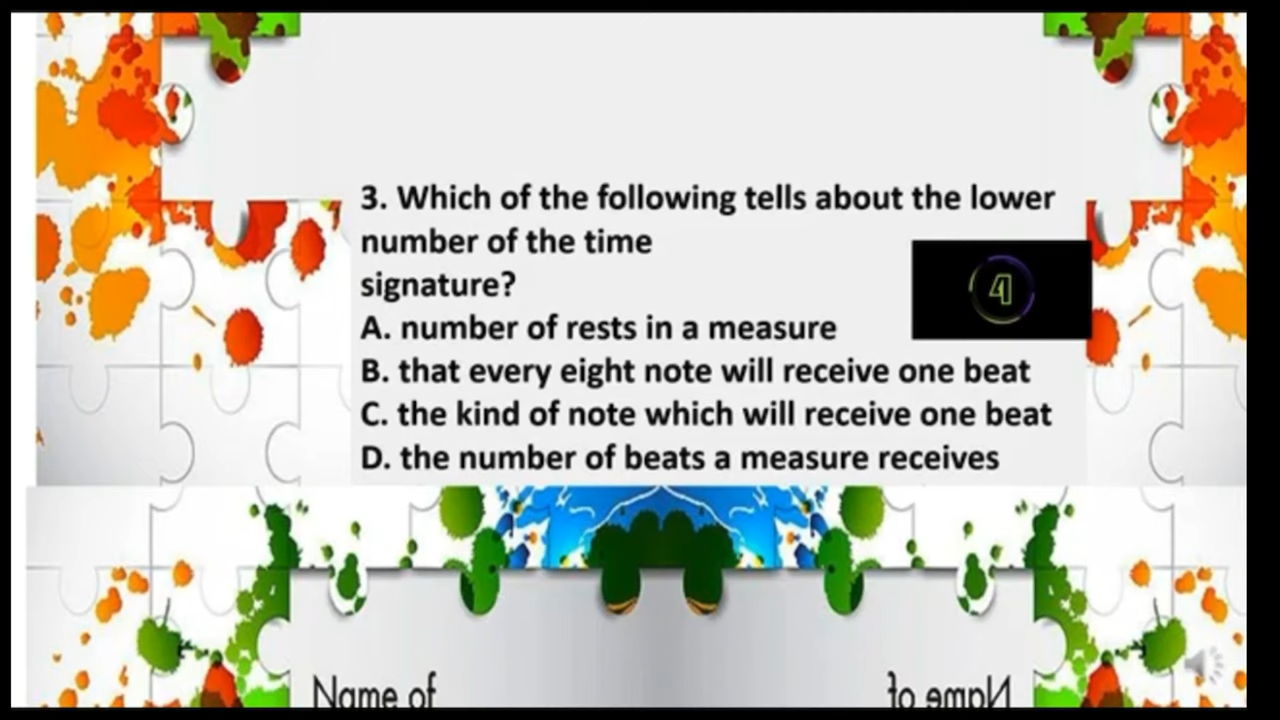 3. Which of the following tells about the lower
number of the time
signature?
4
A. number of rests in a measure
B. that every eight note will receive one beat
C. the kind of note which will receive one beat
D. the number of beats a measure receives
Name of
Name of